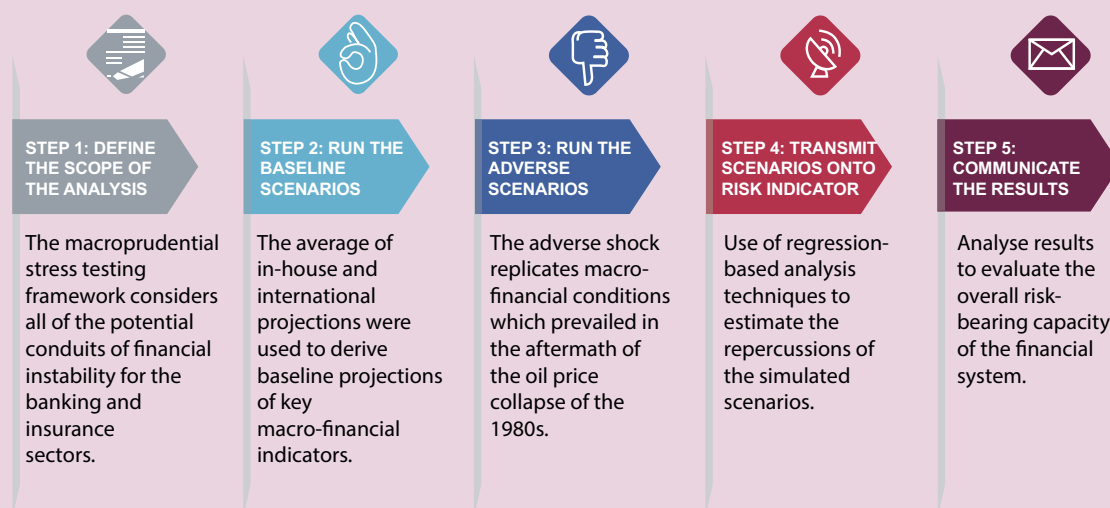 STEP 1: DEFINE
THE SCOPE OF
THE ANALYSIS
The macroprudential
stress testing
framework considers
all of the potential
conduits of financial
instability for the
banking and
insurance
sectors.
STEP 2: RUN THE
BASELINE
SCENARIOS
The average of
in-house and
international
projections were
used to derive
baseline projections
of key
macro-financial
indicators.
STEP 3: RUN THE
ADVERSE
SCENARIOS
The adverse shock
replicates macro-
financial conditions
which prevailed in
the aftermath of
the oil price
collapse of the
1980s.
STEP 4: TRANSMIT
SCENARIOS ONTO
RISK INDICATOR
Use of regression-
based analysis
techniques to
estimate the
repercussions of
the simulated
scenarios.
STEP 5:
COMMUNICATE
THE RESULTS
Analyse results
to evaluate the
overall risk-
bearing capacity
of the financial
system.